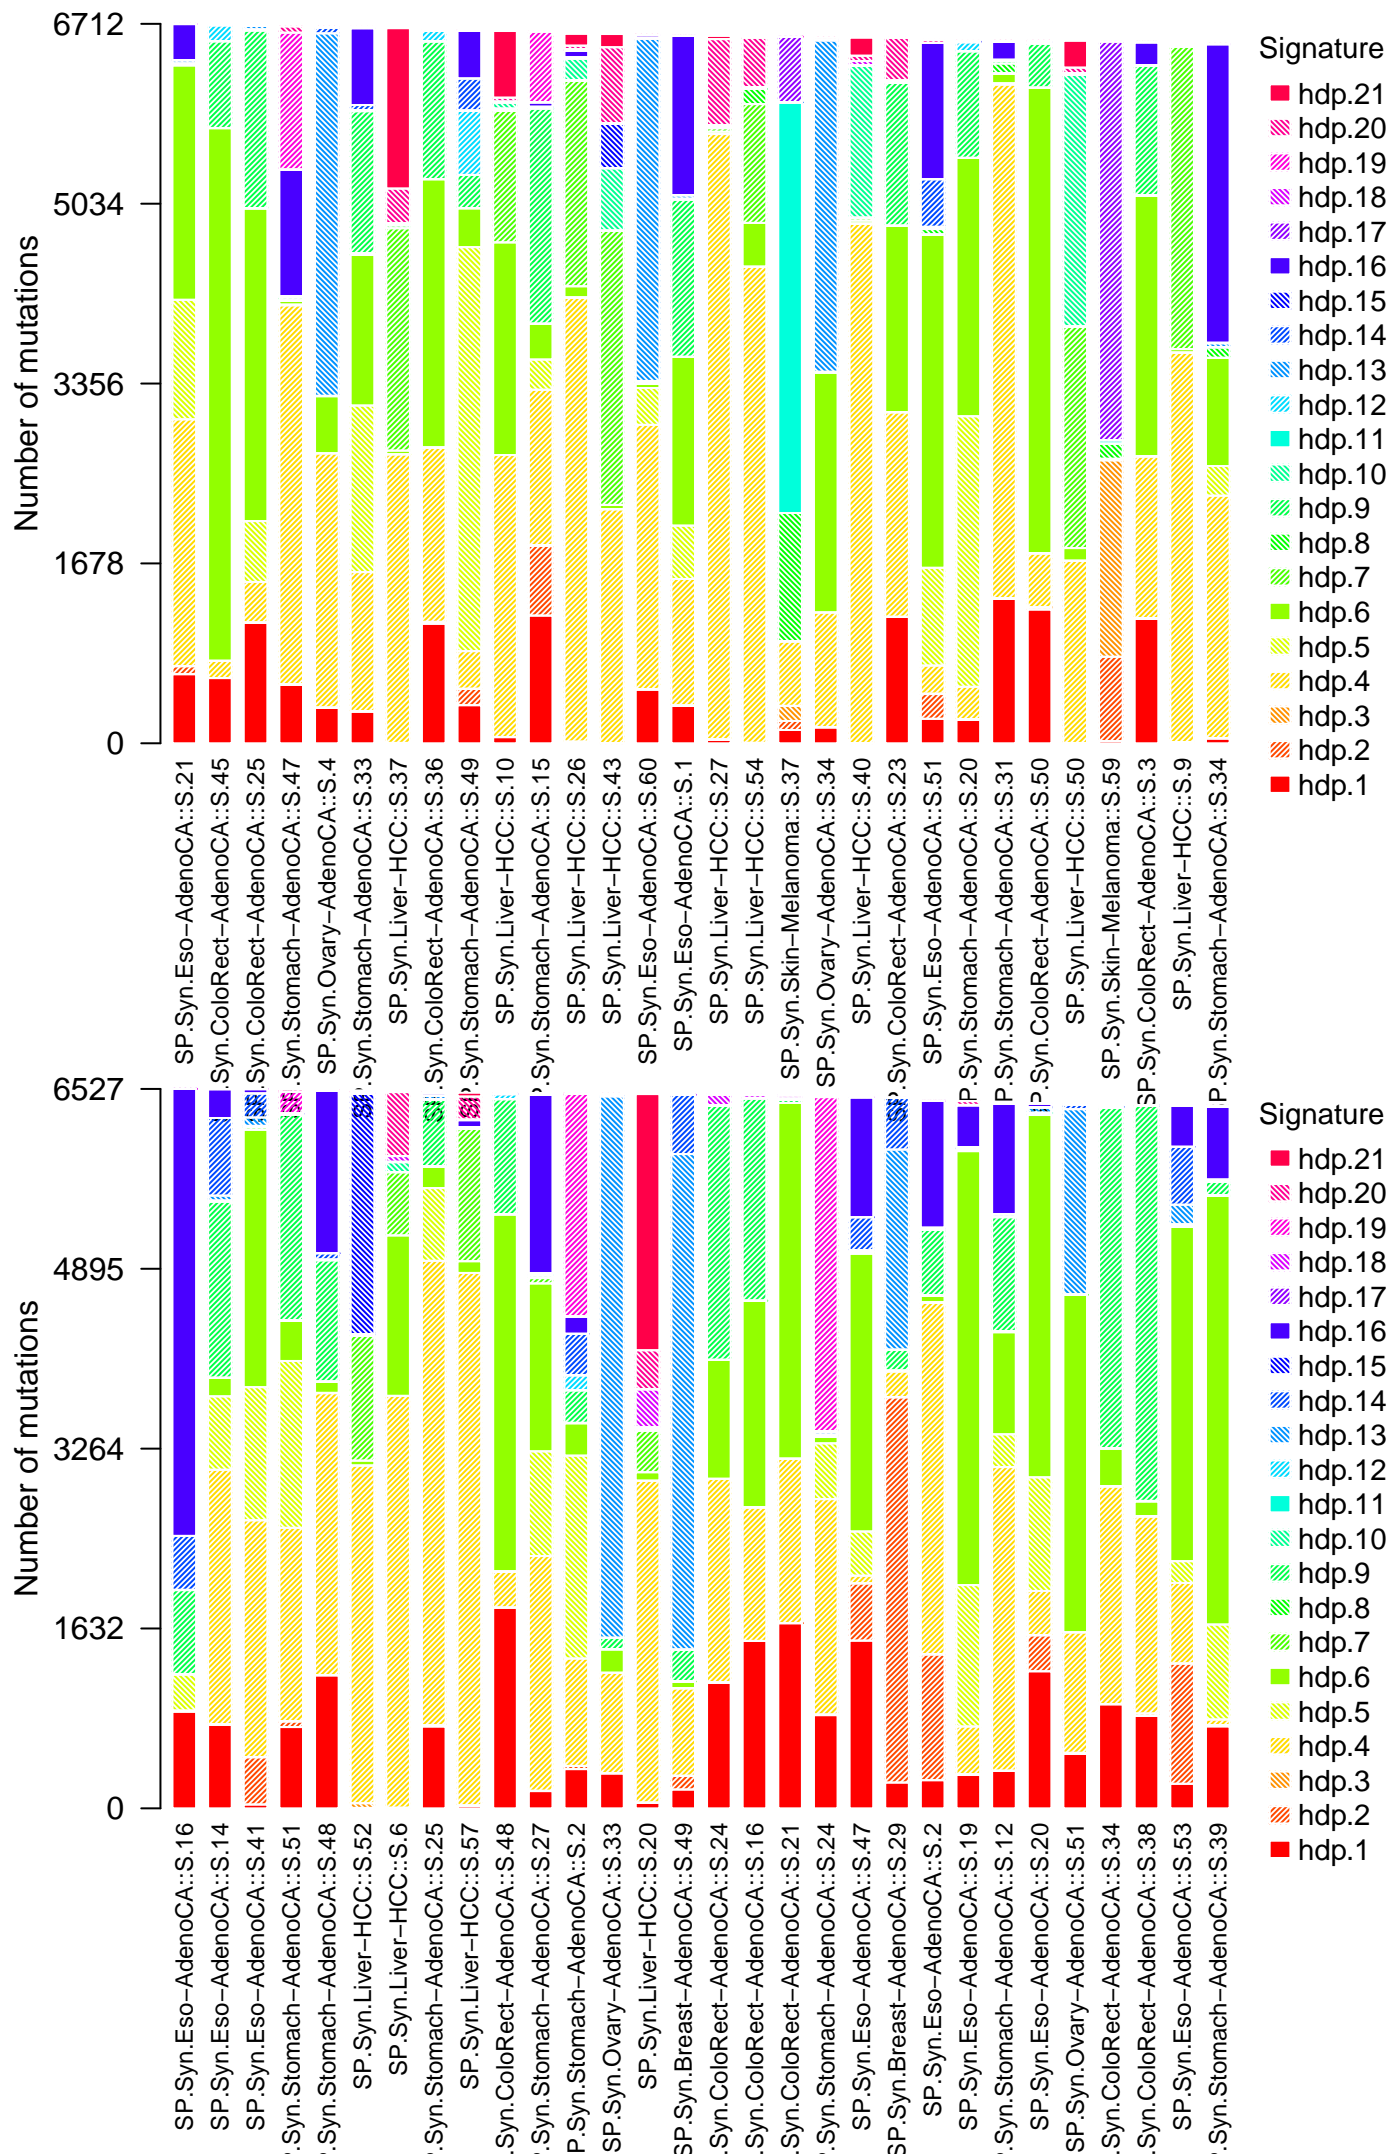 Number of mutations
6712
5034
3356
1678
0
SP.Syn.Eso−AdenoCA::S.21
.Syn.ColoRect−AdenoCA::S.45
.Syn.ColoRect−AdenoCA::S.25
.Syn.Stomach−AdenoCA::S.47
SP.Syn.Ovary−AdenoCA::S.4
.Syn.Stomach−AdenoCA::S.33
SP.Syn.Liver−HCC::S.37
.Syn.ColoRect−AdenoCA::S.36
.Syn.Stomach−AdenoCA::S.49
SP.Syn.Liver−HCC::S.10
.Syn.Stomach−AdenoCA::S.15
SP.Syn.Liver−HCC::S.26
SP.Syn.Liver−HCC::S.43
SP.Syn.Eso−AdenoCA::S.60
SP.Syn.Eso−AdenoCA::S.1
SP.Syn.Liver−HCC::S.27
SP.Syn.Liver−HCC::S.54
SP.Syn.Skin−Melanoma::S.37
SP.Syn.Ovary−AdenoCA::S.34
SP.Syn.Liver−HCC::S.40
.Syn.ColoRect−AdenoCA::S.23
SP.Syn.Eso−AdenoCA::S.51
P.Syn.Stomach−AdenoCA::S.20
P.Syn.Stomach−AdenoCA::S.31
P.Syn.ColoRect−AdenoCA::S.50
SP.Syn.Liver−HCC::S.50
SP.Syn.Skin−Melanoma::S.59
SP.Syn.ColoRect−AdenoCA::S.3
SP.Syn.Liver−HCC::S.9
P.Syn.Stomach−AdenoCA::S.34
Signature
hdp.21
hdp.20
hdp.19
hdp.18
hdp.17
hdp.16
hdp.15
hdp.14
hdp.13
hdp.12
hdp.11
hdp.10
hdp.9
hdp.8
hdp.7
hdp.6
hdp.5
hdp.4
hdp.3
hdp.2
hdp.1
Number of mutations
6527
4895
3264
1632
0
SP.Syn.Eso−AdenoCA::S.16
SP.Syn.Eso−AdenoCA::S.14
SP.Syn.Eso−AdenoCA::S.41
P.Syn.Stomach−AdenoCA::S.51
.Syn.Stomach−AdenoCA::S.48
SP.Syn.Liver−HCC::S.52
SP.Syn.Liver−HCC::S.6
P.Syn.Stomach−AdenoCA::S.25
SP.Syn.Liver−HCC::S.57
.Syn.ColoRect−AdenoCA::S.48
.Syn.Stomach−AdenoCA::S.27
P.Syn.Stomach−AdenoCA::S.2
SP.Syn.Ovary−AdenoCA::S.33
SP.Syn.Liver−HCC::S.20
SP.Syn.Breast−AdenoCA::S.49
.Syn.ColoRect−AdenoCA::S.24
.Syn.ColoRect−AdenoCA::S.16
.Syn.ColoRect−AdenoCA::S.21
P.Syn.Stomach−AdenoCA::S.24
SP.Syn.Eso−AdenoCA::S.47
SP.Syn.Breast−AdenoCA::S.29
SP.Syn.Eso−AdenoCA::S.2
SP.Syn.Eso−AdenoCA::S.19
P.Syn.Stomach−AdenoCA::S.12
SP.Syn.Eso−AdenoCA::S.20
SP.Syn.Ovary−AdenoCA::S.51
.Syn.ColoRect−AdenoCA::S.34
.Syn.ColoRect−AdenoCA::S.38
SP.Syn.Eso−AdenoCA::S.53
P.Syn.Stomach−AdenoCA::S.39
Signature
hdp.21
hdp.20
hdp.19
hdp.18
hdp.17
hdp.16
hdp.15
hdp.14
hdp.13
hdp.12
hdp.11
hdp.10
hdp.9
hdp.8
hdp.7
hdp.6
hdp.5
hdp.4
hdp.3
hdp.2
hdp.1